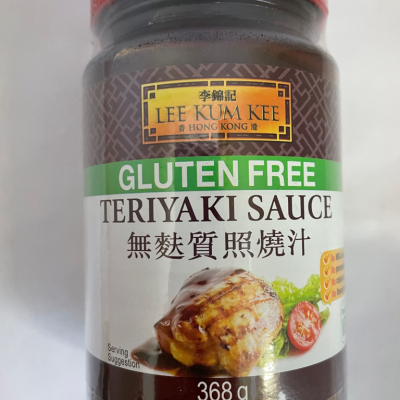 李錦記
LEE KUM KEE
香 HONG KONG 港
GLUTEN FREE
TERIYAKI SAUCE
無麩質照燒汁
Serving
Suggestion
368 g